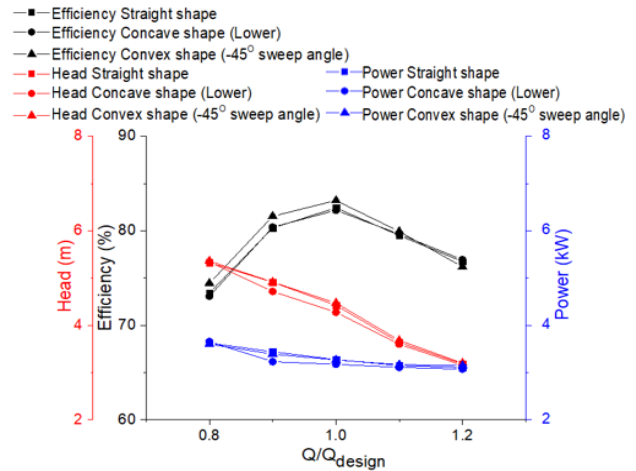 Efficiency Straight shape
Efficiency Concave shape (Lower)
Efficiency Convex shape (-45° sweep angle)
Head Straight shape
Power Straight shape
Head Concave shape (Lower)
Power Concave shape (Lower)
Head Convex shape (-45° sweep angle)
Power Convex shape (-45° sweep angle)
8 90 8
6 80 6
4 70 4
2 60 2
Head (m)
Efficiency (%)
Power (kW)
0.8 0.9 1.0 1.1 1.2
Q/Qdesign